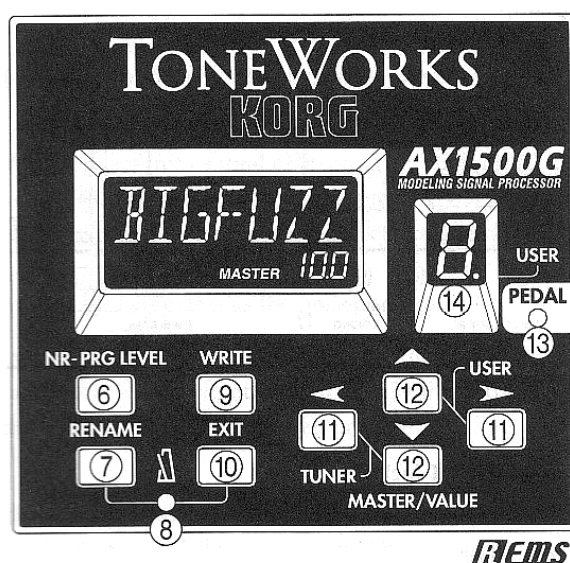 TONEWORKS
KORG
AX1500G
MODELING SIGNAL PROCESSOR
BIGFUZZ
MASTER 10.0
8.
USER
14
PEDAL
13
NR-PRG LEVEL
WRITE
6
9
12
USER
11
11
RENAME
EXIT
7
10
12
TUNER
MASTER/VALUE
8
REMS